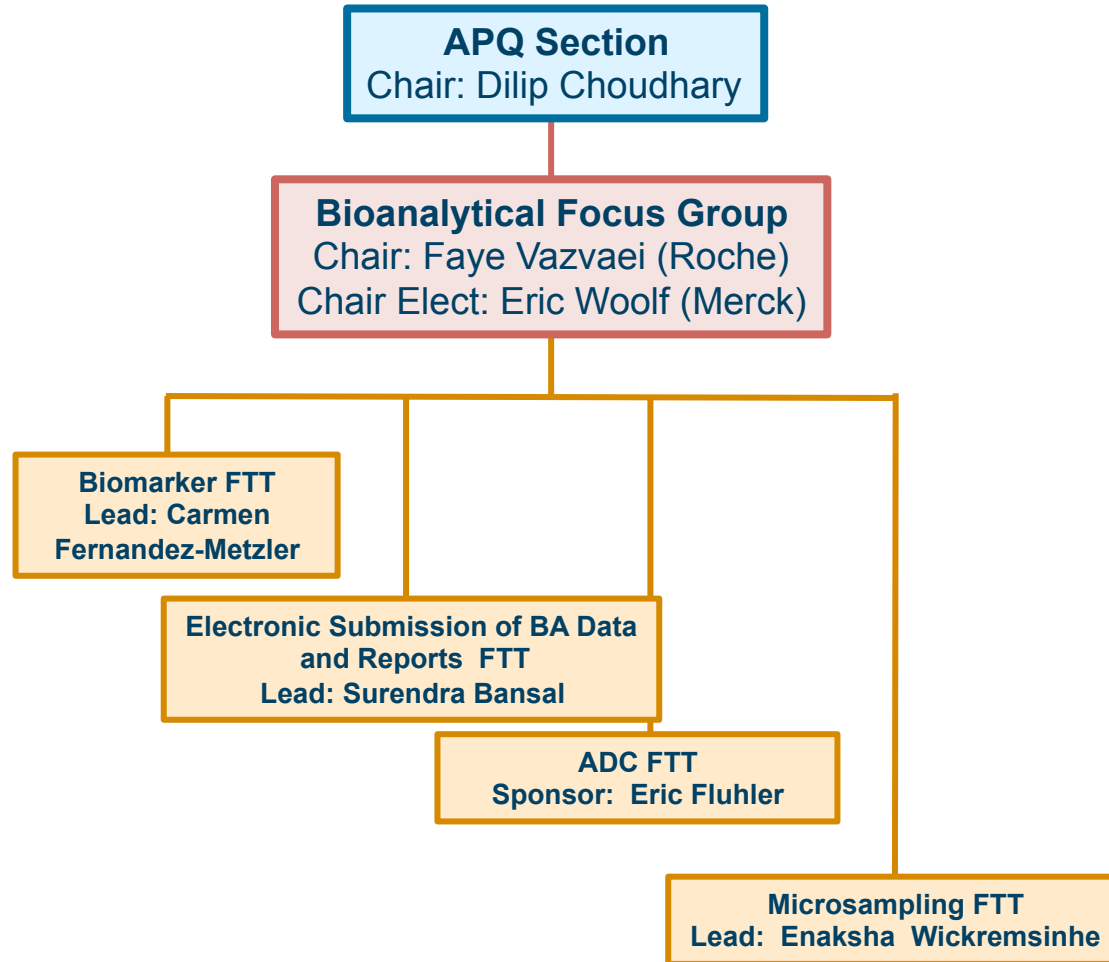 APQ Section
Chair: Dilip Choudhary
Bioanalytical Focus Group
Chair: Faye Vazvaei (Roche)
Chair Elect: Eric Woolf (Merck)
Biomarker FTT
Lead: Carmen
Fernandez-Metzler
Electronic Submission of BA Data
and Reports  FTT
Lead: Surendra Bansal
ADC FTT
Sponsor:  Eric Fluhler
Microsampling FTT
Lead:  Enaksha  Wickremsinhe